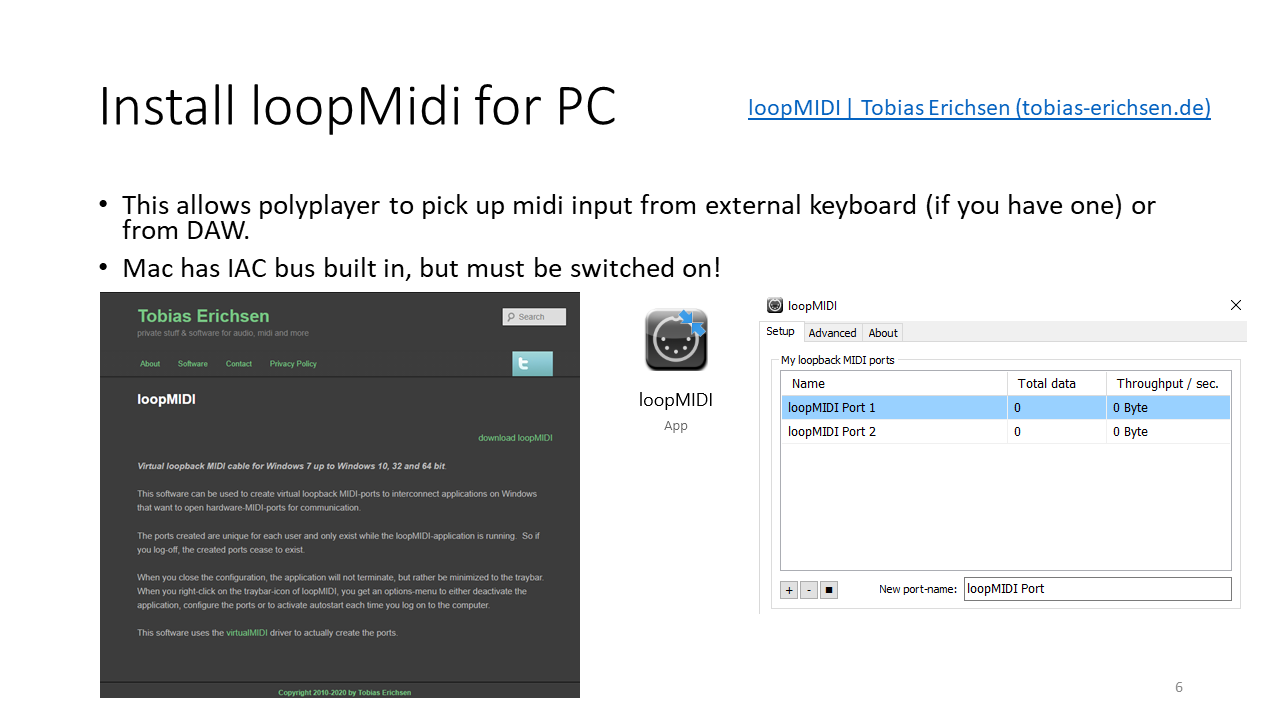 Install loopMidi for PC
loopMIDI | Tobias Erichsen (tobias-erichsen.de)
• This allows polyplayer to pick up midi input from external keyboard (if you have one) or
from DAW.
• Mac has IAC bus built in, but must be switched on!
Tobias Erichsen
private stuff & software for audio, midi and more
Search
About Software Contact Privacy Policy
loopMIDI
download loopMIDI
Virtual loopback MIDI cable for Windows 7 up to Windows 10, 32 and 64 bit.
This software can be used to create virtual loopback MIDI-ports to interconnect applications on Windows
that want to open hardware-MIDI-ports for communication.
The ports created are unique for each user and only exist while the loopMIDI-application is running. So if
you log-off, the created ports cease to exist.
When you close the configuration, the application will not terminate, but rather be minimized to the traybar.
When you right-click on the traybar-icon of loopMIDI, you get an options-menu to either deactivate the
application, configure the ports or to activate autostart each time you log on to the computer.
This software uses the virtualMIDI driver to actually create the ports.
Copyright 2010-2020 by Tobias Erichsen
loopMIDI
App
loopMIDI
Setup Advanced About
My loopback MIDI ports
Name Total data Throughput / sec.
loopMIDI Port 1 0 0 Byte
loopMIDI Port 2 0 0 Byte
+ - New port-name: loopMIDI Port
6